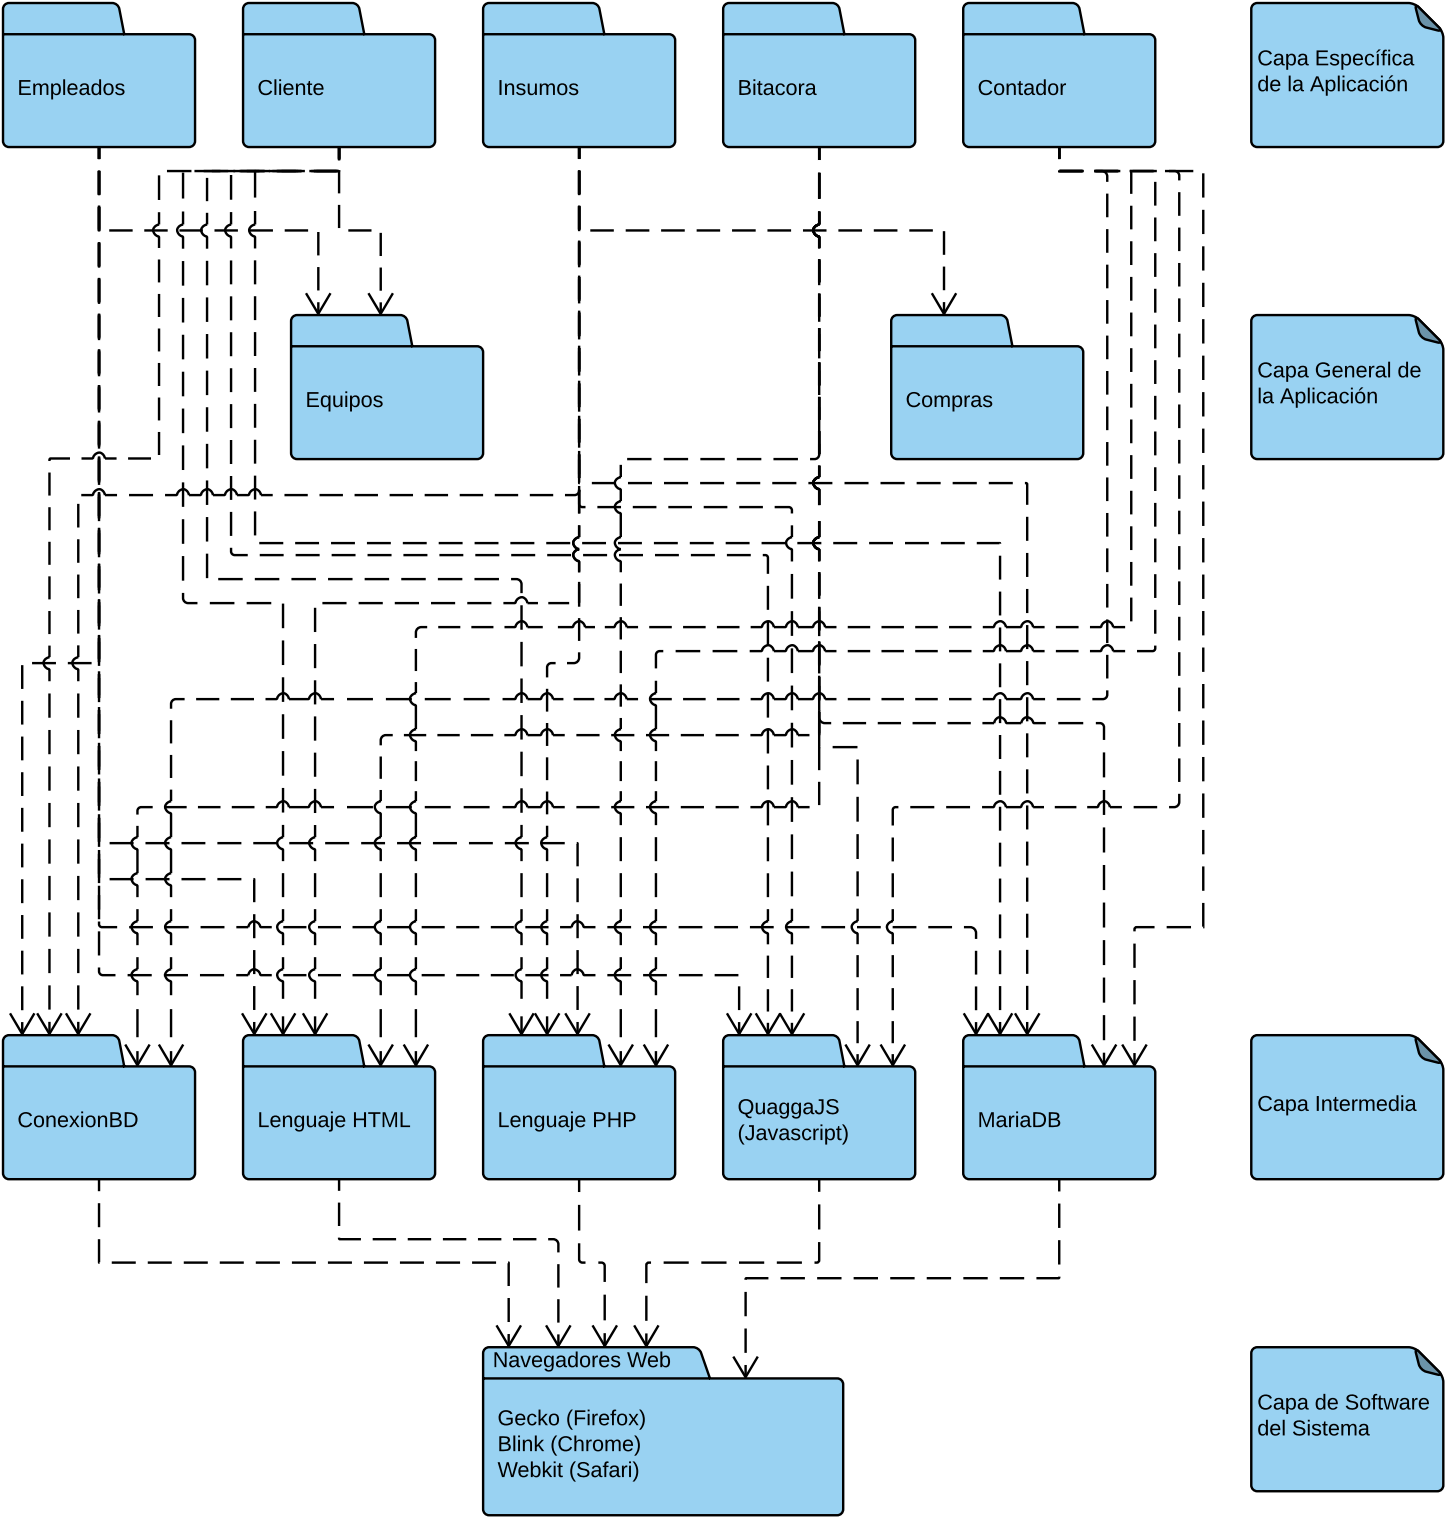 Empleados
Cliente
Insumos
Bitacora
Contador
Capa Específica
de la Aplicación
Equipos
Compras
Capa General de
la Aplicación
ConexionBD
Lenguaje HTML
Lenguaje PHP
QuaggaJS
(Javascript)
MariaDB
Capa Intermedia
Navegadores Web
Gecko (Firefox)
Blink (Chrome)
Webkit (Safari)
Capa de Software
del Sistema